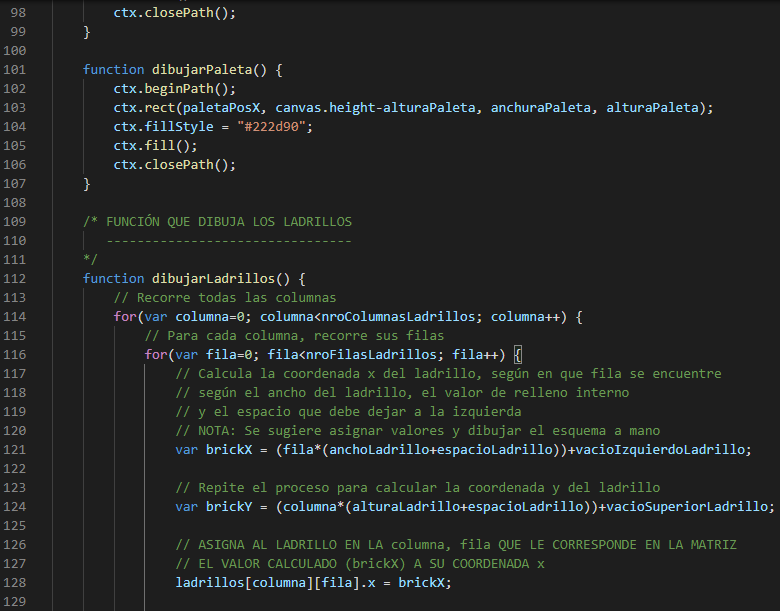 98 ctx.closePath();
99 }
100
101 function dibujarPaleta() {
102 ctx.beginPath();
103 ctx.rect(paletaPosX, canvas.height-alturaPaleta, anchuraPaleta, alturaPaleta);
104 ctx.fillStyle = "#222d90";
105 ctx.fill();
106 ctx.closePath();
107 }
108
109 /* FUNCIÓN QUE DIBUJA LOS LADRILLOS
110 --------------------------------
111 */
112 function dibujarLadrillos() {
113 // Recorre todas las columnas
114 for(var columna=0; columna<nroColumnasLadrillos; columna++) {
115 // Para cada columna, recorre sus filas
116 for(var fila=0; fila<nroFilasLadrillos; fila++) {
117 // Calcula la coordenada x del ladrillo, según en que fila se encuentre
118 // según el ancho del ladrillo, el valor de relleno interno
119 // y el espacio que debe dejar a la izquierda
120 // NOTA: Se sugiere asignar valores y dibujar el esquema a mano
121 var brickX = (fila*(anchoLadrillo+espacioLadrillo))+vacioIzquierdoLadrillo;
122
123 // Repite el proceso para calcular la coordenada y del ladrillo
124 var brickY = (columna*(alturaLadrillo+espacioLadrillo))+vacioSuperiorLadrillo;
125
126 // ASIGNA AL LADRILLO EN LA columna, fila QUE LE CORRESPONDE EN LA MATRIZ
127 // EL VALOR CALCULADO (brickX) A SU COORDENADA x
128 ladrillos[columna][fila].x = brickX;
129